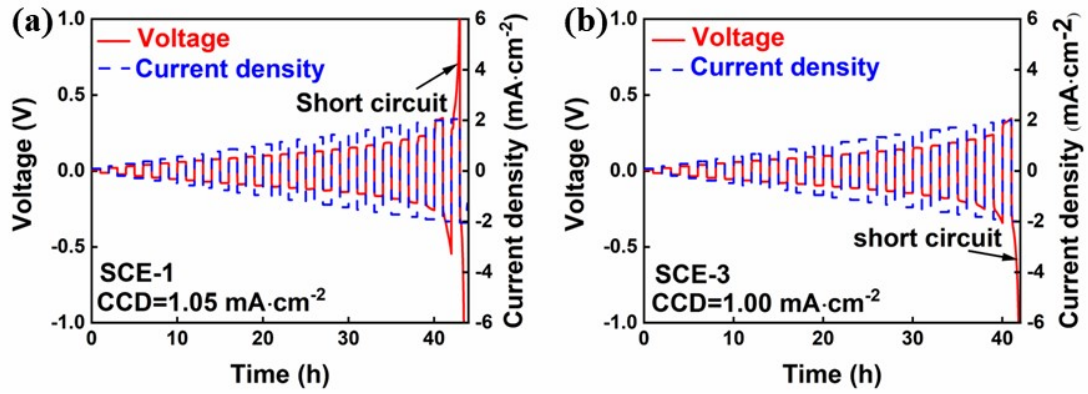 (a)
Voltage
Current density
Short circuit
SCE-1
CCD=1.05 mA·cm-2
1.0
0.5
0.0
-0.5
-1.0
Voltage (V)
6
4
2
0
-2
-4
-6
Current density (mA·cm-2)
0 10 20 30 40
Time (h)
(b)
Voltage
Current density
short circuit
SCE-3
CCD=1.00 mA·cm-2
1.0
0.5
0.0
-0.5
-1.0
Voltage (V)
6
4
2
0
-2
-4
-6
Current density (mA·cm-2)
0 10 20 30 40
Time (h)